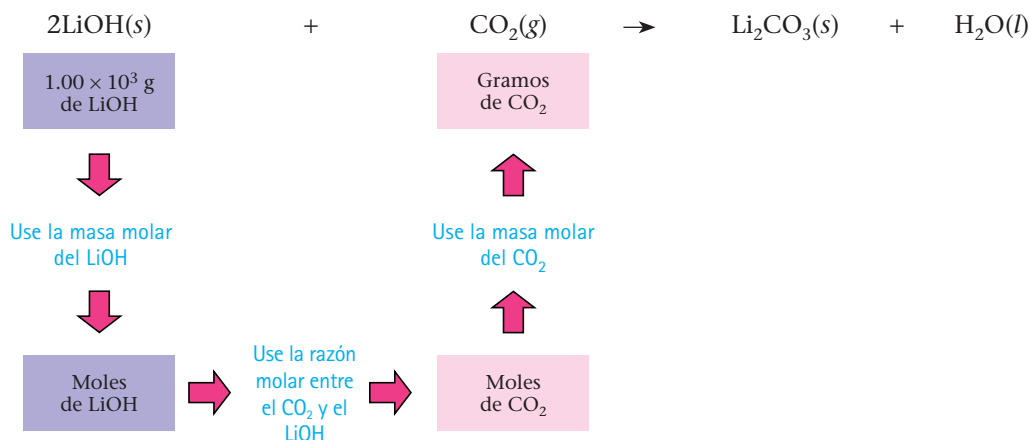 2LiOH(s) + CO₂(g) → Li₂CO₃(s) + H₂O(l)
1.00 × 10³ g
de LiOH
Gramos
de CO₂
Use la masa molar
del LiOH
Use la masa molar
del CO₂
Moles
de LiOH
Use la razón
molar entre
el CO₂ y el
LiOH
Moles
de CO₂